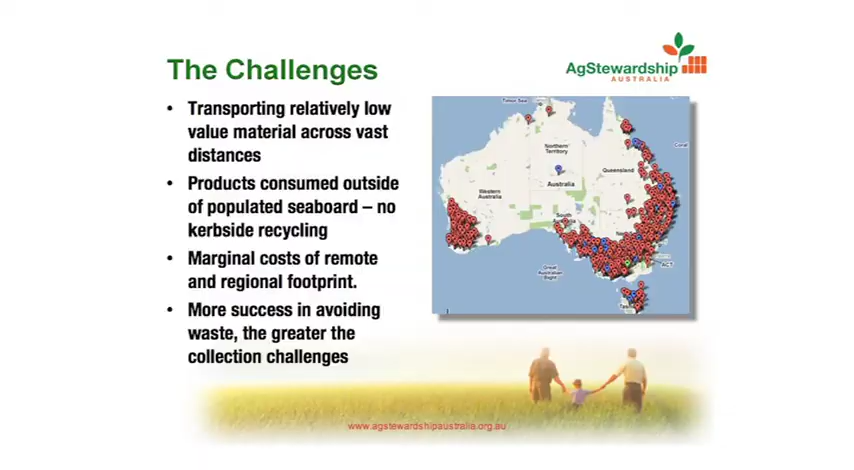 AgStewardship
AUSTRALIA
The Challenges
• Transporting relatively low
value material across vast
distances
• Products consumed outside
of populated seaboard – no
kerbside recycling
• Marginal costs of remote
and regional footprint.
• More success in avoiding
waste, the greater the
collection challenges
Timor Sea
Northern
Territory
Coral
Queensland
Australia
Western
Australia
South
Great
Australian
Bight
ACT
www.agstewardshipaustralia.org.au